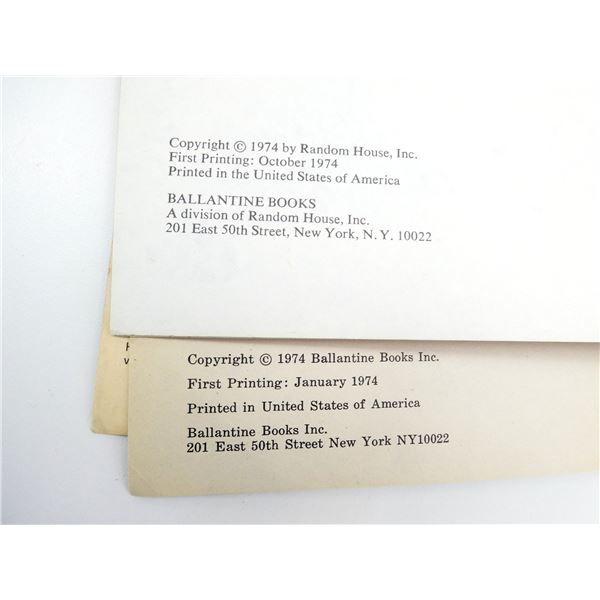 Copyright © 1974 by Random House, Inc.
First Printing: October 1974
Printed in the United States of America
BALLANTINE BOOKS
A division of Random House, Inc.
201 East 50th Street, New York, N.Y. 10022
Copyright © 1974 Ballantine Books Inc.
First Printing: January 1974
Printed in United States of America
Ballantine Books Inc.
201 East 50th Street New York NY10022